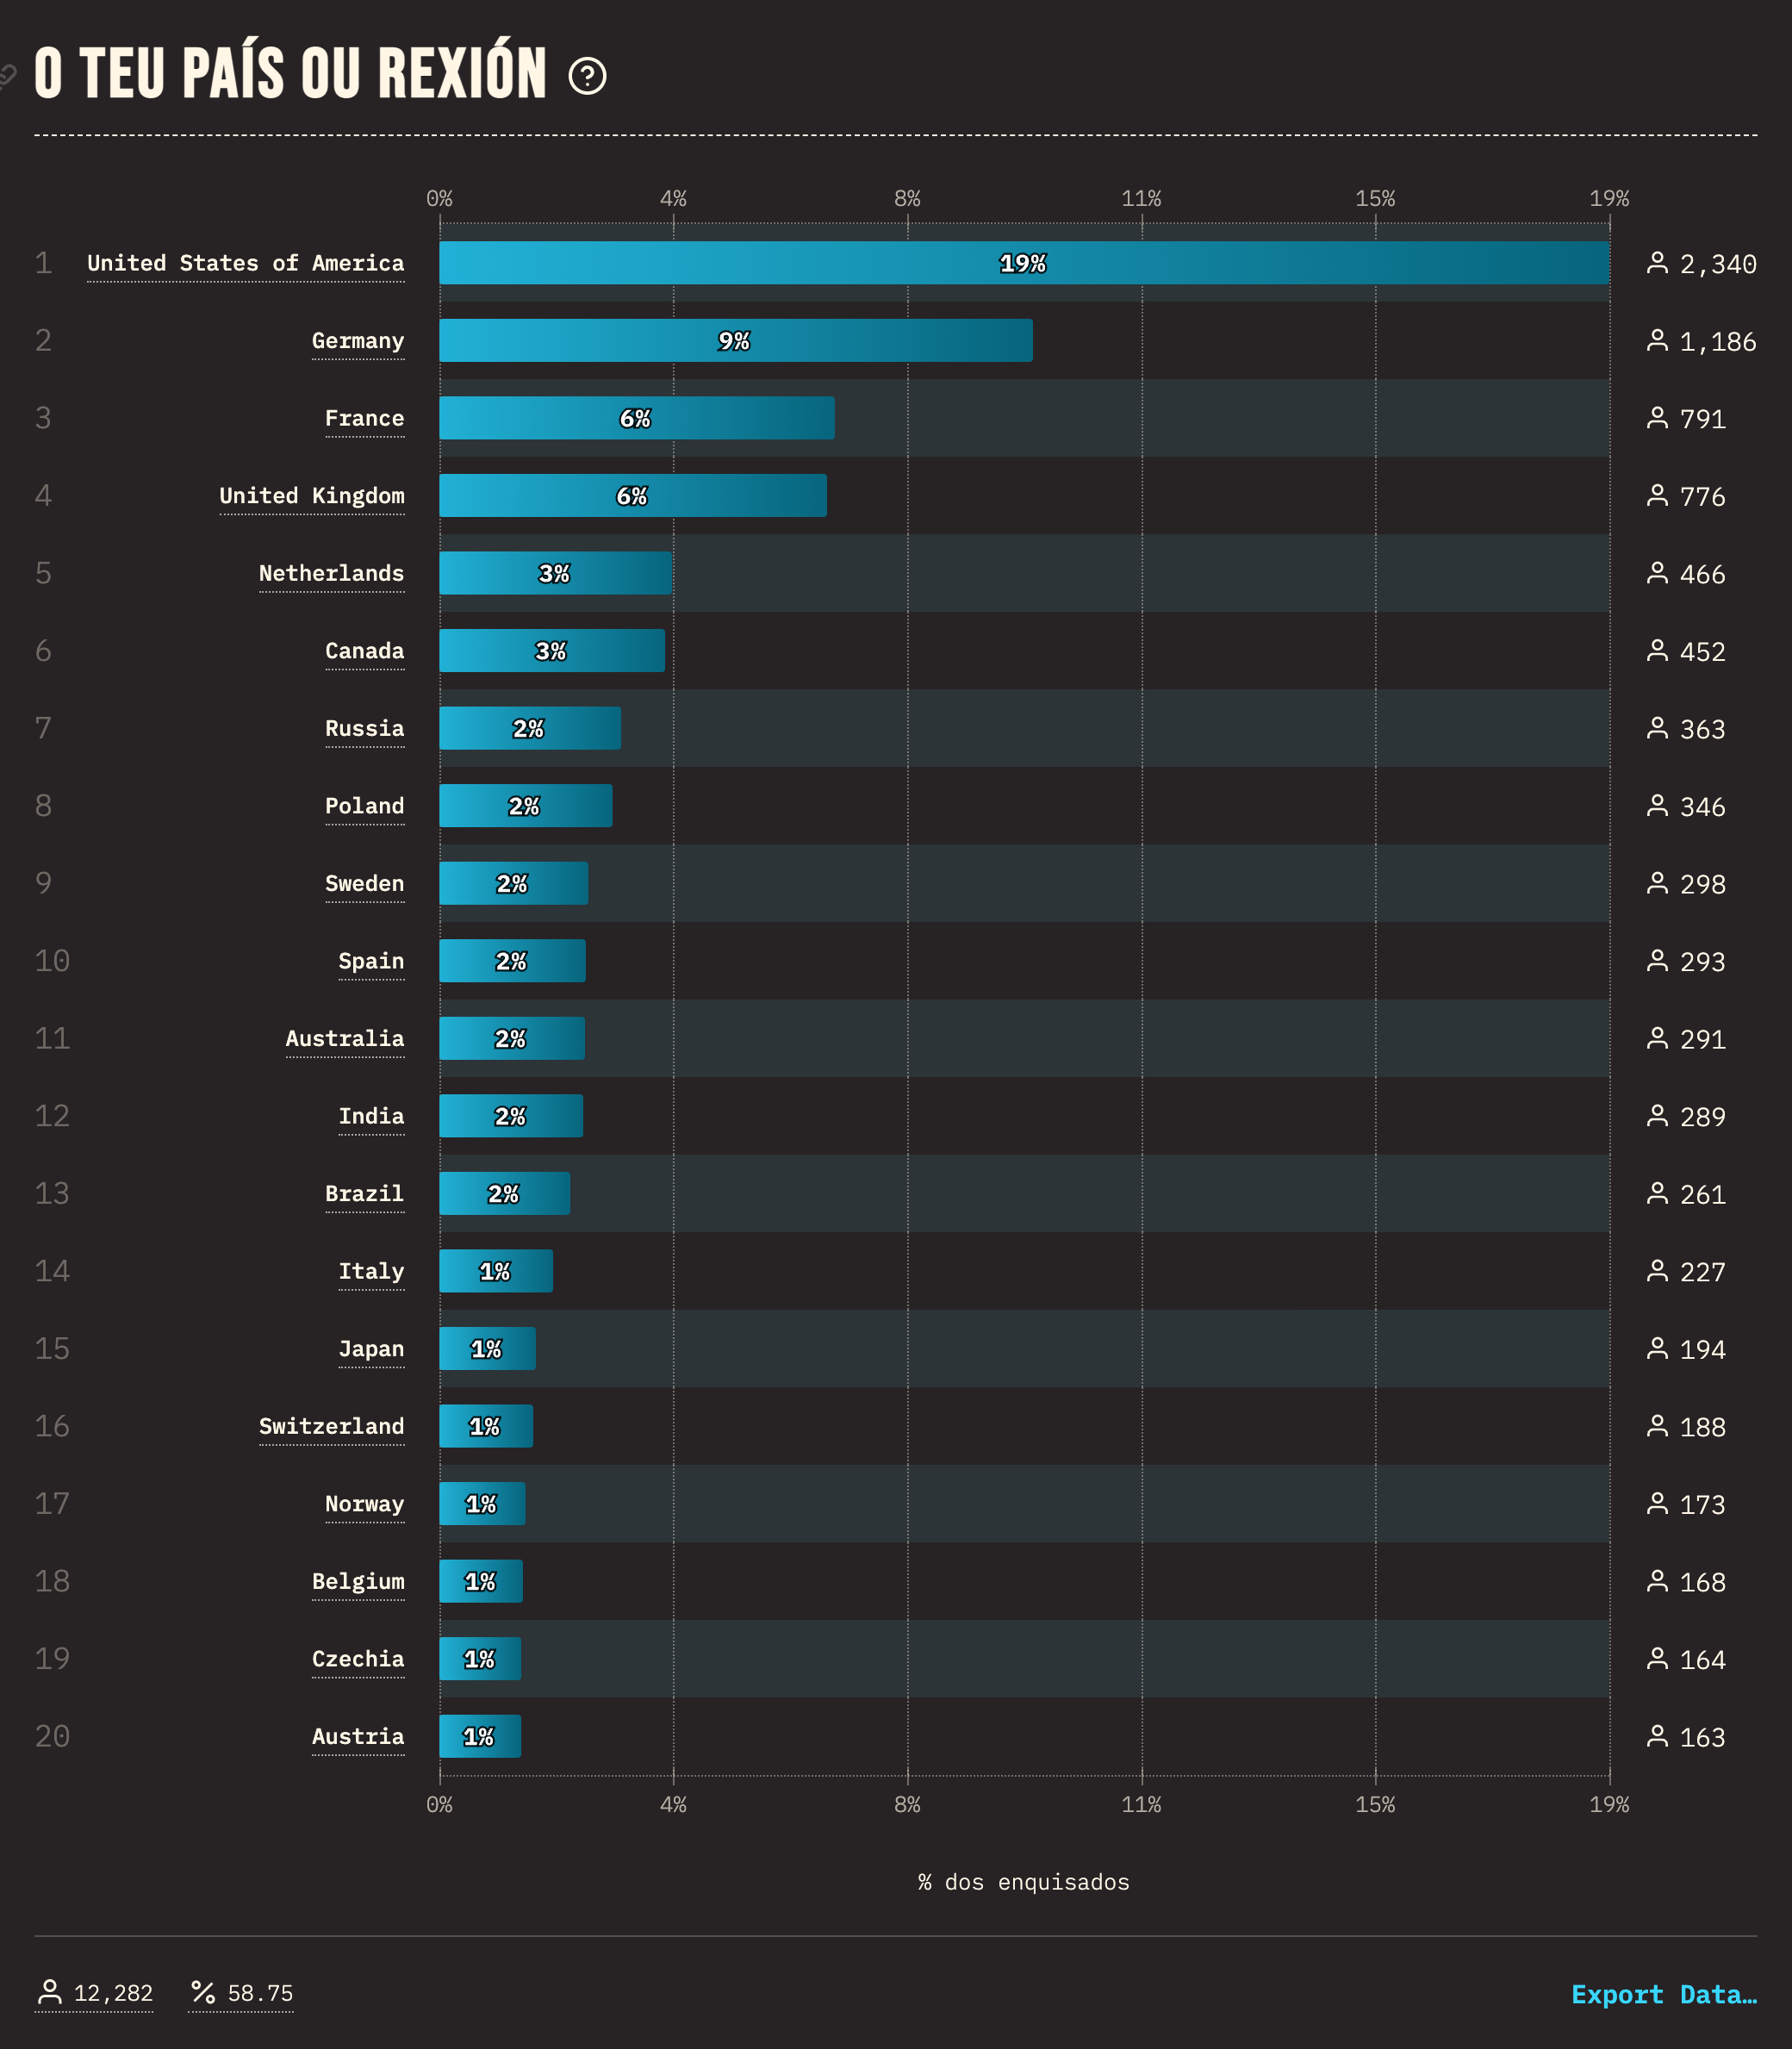 O TEU PAÍS OU REXIÓN ?
0% 4% 8% 11% 15% 19%
1 United States of America 19% 2,340
2 Germany 9% 1,186
3 France 6% 791
4 United Kingdom 6% 776
5 Netherlands 3% 466
6 Canada 3% 452
7 Russia 2% 363
8 Poland 2% 346
9 Sweden 2% 298
10 Spain 2% 293
11 Australia 2% 291
12 India 2% 289
13 Brazil 2% 261
14 Italy 1% 227
15 Japan 1% 194
16 Switzerland 1% 188
17 Norway 1% 173
18 Belgium 1% 168
19 Czechia 1% 164
20 Austria 1% 163
0% 4% 8% 11% 15% 19%
% dos enquisados
12,282 % 58.75 Export Data…